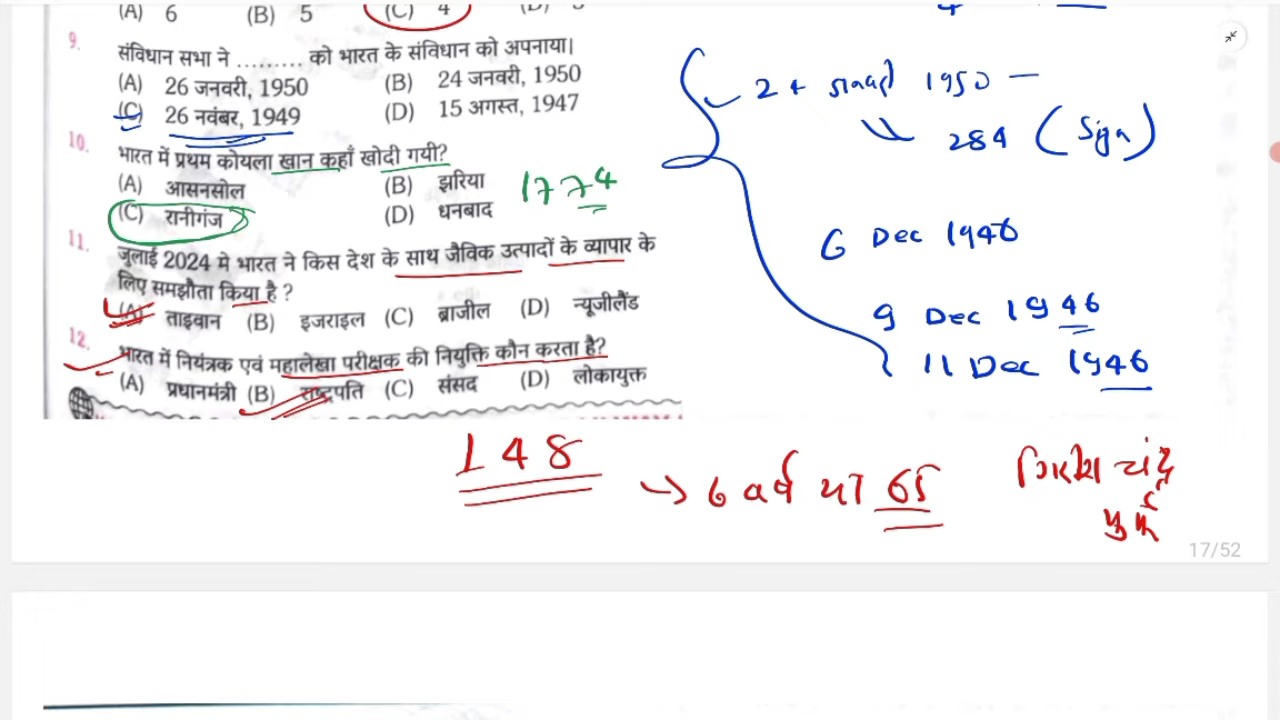 (A) 6 (B) 5 (C) 4
9. संविधान सभा ने ......... को भारत के संविधान को अपनाया।
(A) 26 जनवरी, 1950 (B) 24 जनवरी, 1950
(C) 26 नवंबर, 1949 (D) 15 अगस्त, 1947
10. भारत में प्रथम कोयला खान कहाँ खोदी गयी?
(A) आसनसोल (B) झरिया
(C) रानीगंज (D) धनबाद
1774
11. जुलाई 2024 मे भारत ने किस देश के साथ जैविक उत्पादों के व्यापार के
लिए समझौता किया है ?
(A) ताइवान (B) इजराइल (C) ब्राजील (D) न्यूजीलैंड
12. भारत में नियंत्रक एवं महालेखा परीक्षक की नियुक्ति कौन करता है?
(A) प्रधानमंत्री (B) राष्ट्रपति (C) संसद (D) लोकायुक्त
1950
284 (Sign)
6 Dec 1946
9 Dec 1946
11 Dec 1946
148
→ 6 वर्ष या 65
17/52